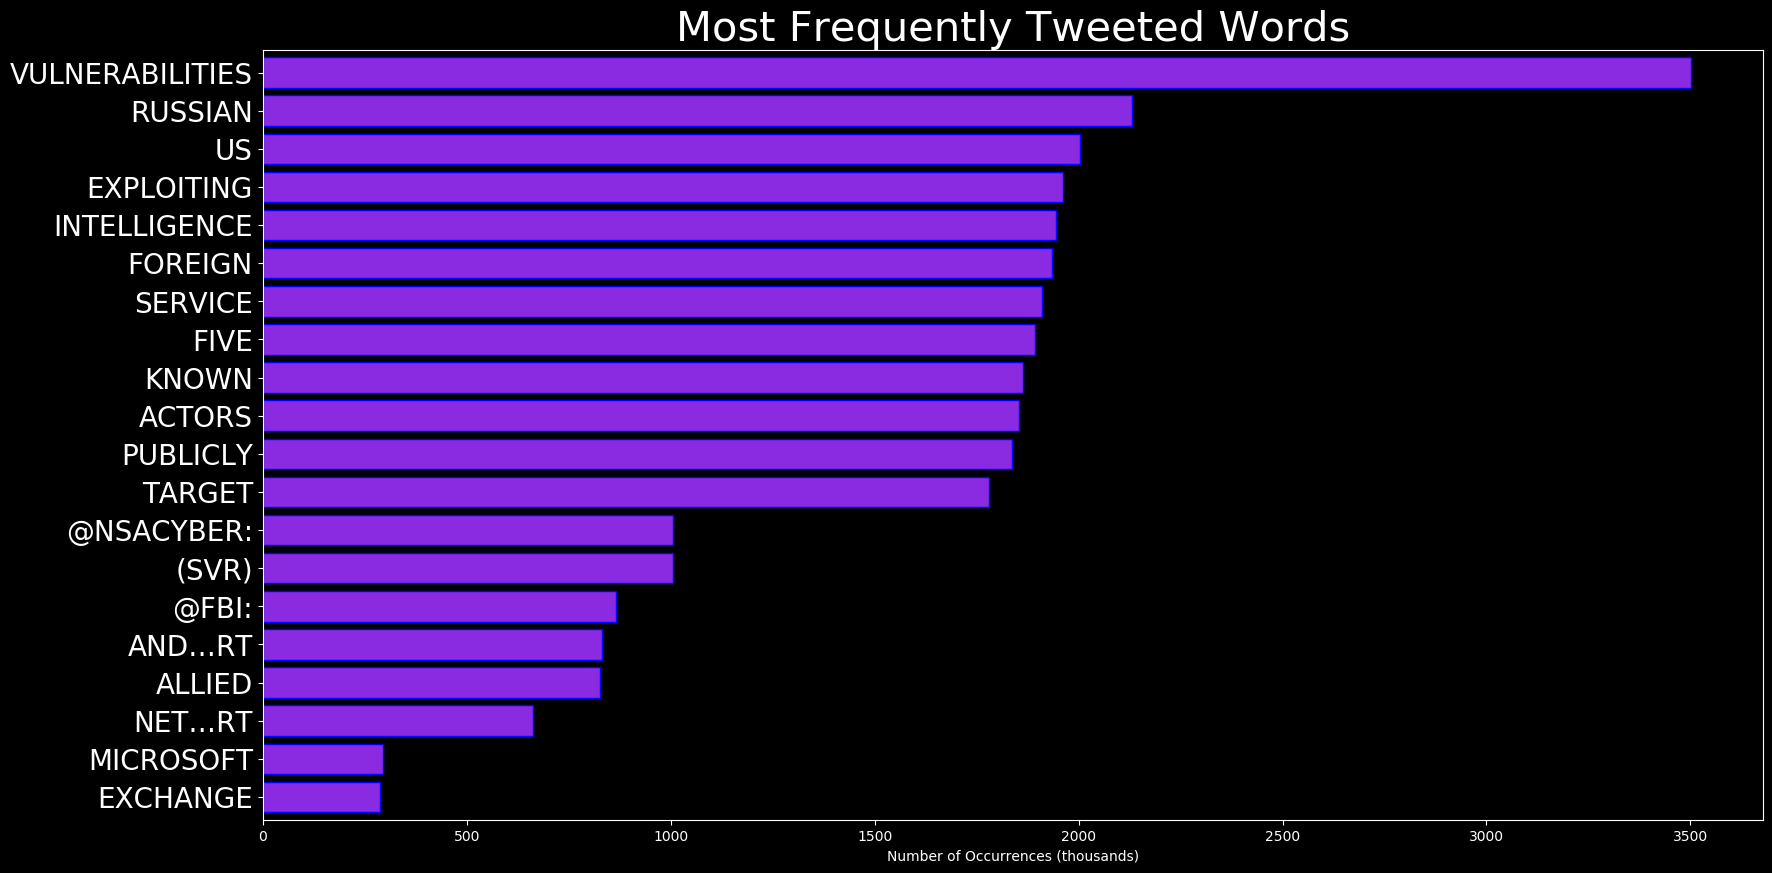 Most Frequently Tweeted Words
VULNERABILITIES
RUSSIAN
US
EXPLOITING
INTELLIGENCE
FOREIGN
SERVICE
FIVE
KNOWN
ACTORS
PUBLICLY
TARGET
@NSACYBER:
(SVR)
@FBI:
AND…RT
ALLIED
NET…RT
MICROSOFT
EXCHANGE
0 500 1000 1500 2000 2500 3000 3500
Number of Occurrences (thousands)